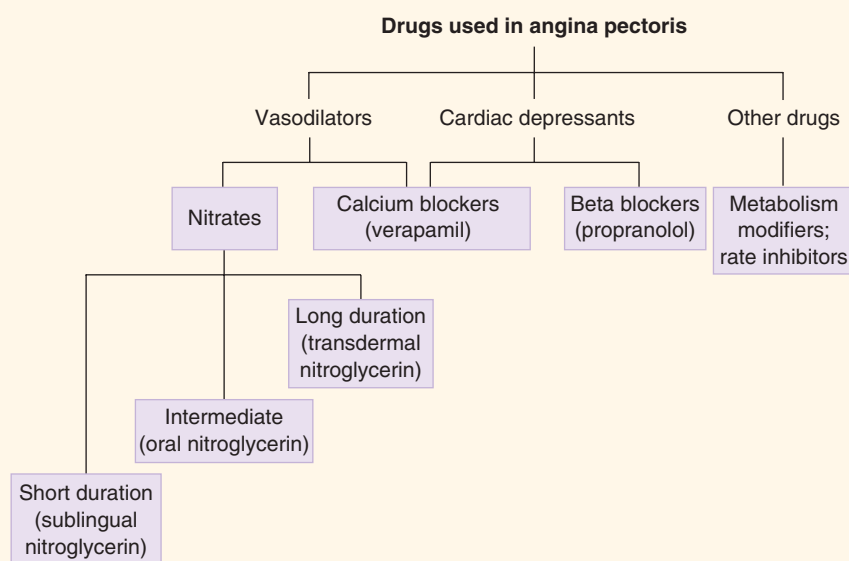 Drugs used in angina pectoris
Vasodilators
Cardiac depressants
Other drugs
Nitrates
Calcium blockers
(verapamil)
Beta blockers
(propranolol)
Metabolism
modifiers;
rate inhibitors
Long duration
(transdermal
nitroglycerin)
Intermediate
(oral nitroglycerin)
Short duration
(sublingual
nitroglycerin)